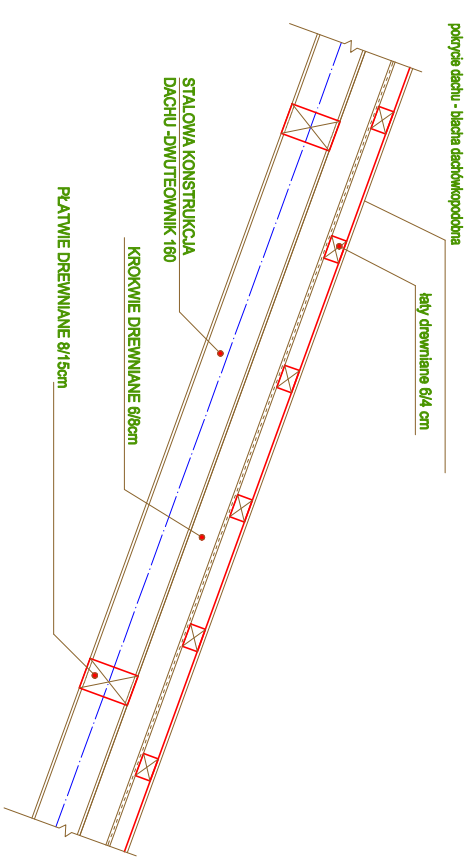 pokrycie dachu - blacha dachówkopodobna
łaty drewniane 6/4 cm
STALOWA KONSTRUKCJA
DACHU -DWUTEOWNIK 160
KROKWIE DREWNIANE 6/8cm
PŁATWIE DREWNIANE 8/15cm